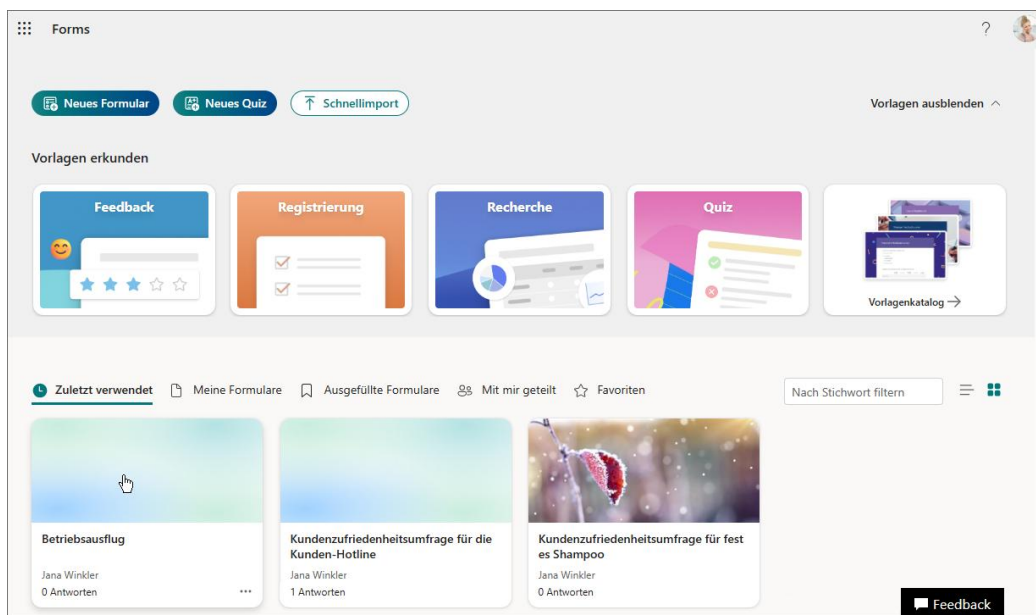 Forms
?
Neues Formular
Neues Quiz
Schnellimport
Vorlagen ausblenden
Vorlagen erkunden
Feedback
Registrierung
Recherche
Quiz
Vorlagenkatalog
Zuletzt verwendet
Meine Formulare
Ausgefüllte Formulare
Mit mir geteilt
Favoriten
Nach Stichwort filtern
Betriebsausflug
Jana Winkler
0 Antworten
Kundenzufriedenheitsumfrage für die
Kunden-Hotline
Jana Winkler
1 Antworten
Kundenzufriedenheitsumfrage für fest
es Shampoo
Jana Winkler
0 Antworten
Feedback